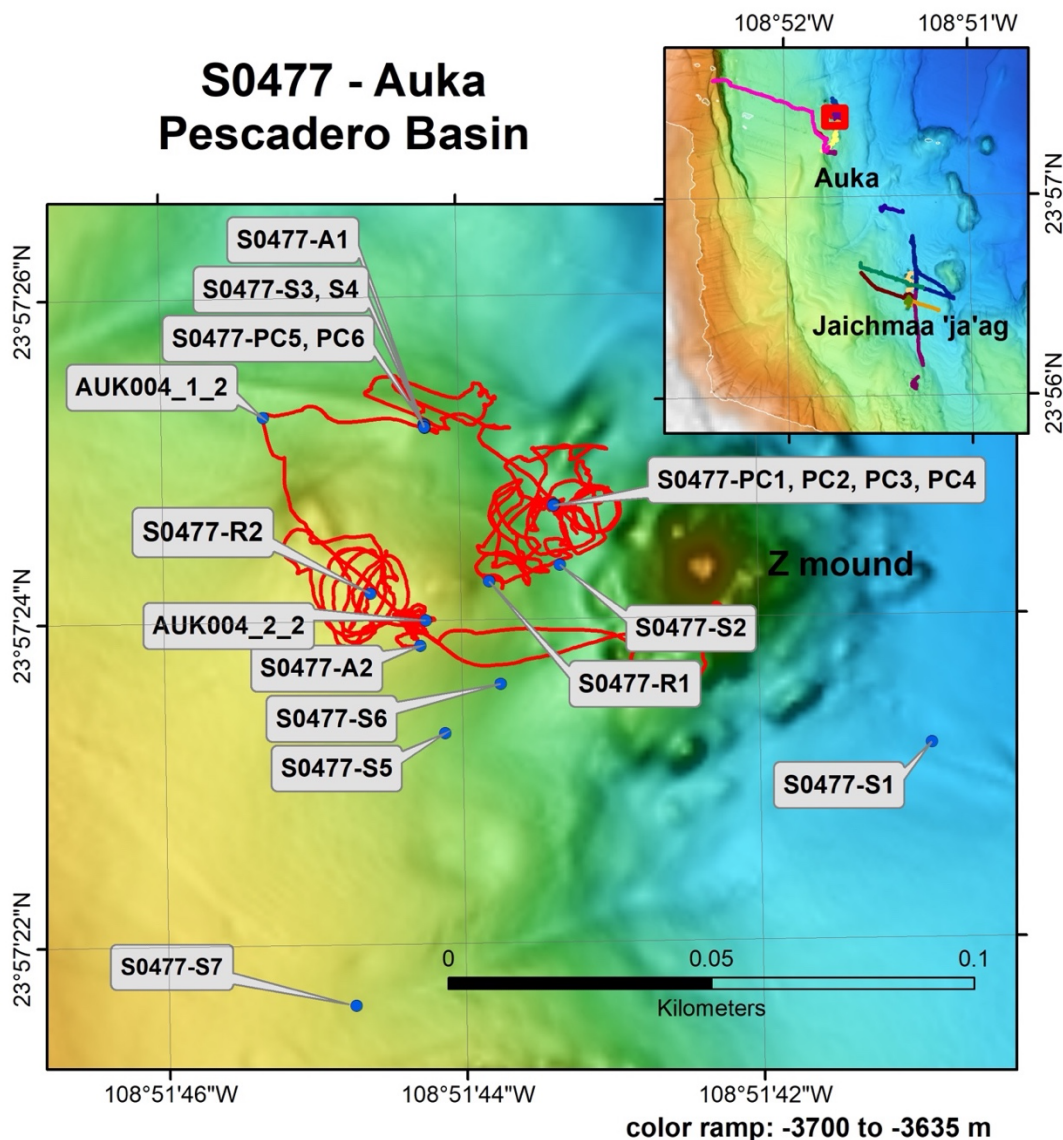 S0477 - Auka
Pescadero Basin
108°52'W
108°51'W
Auka
Jaichmaa 'ja'ag
23°57'N
23°56'N
S0477-A1
S0477-S3, S4
S0477-PC5, PC6
AUK004_1_2
S0477-PC1, PC2, PC3, PC4
S0477-R2
Z mound
AUK004_2_2
S0477-S2
S0477-A2
S0477-R1
S0477-S6
S0477-S5
S0477-S1
S0477-S7
0
0.05
0.1
Kilometers
23°57'26"N
23°57'24"N
23°57'22"N
108°51'46"W
108°51'44"W
108°51'42"W
color ramp: -3700 to -3635 m